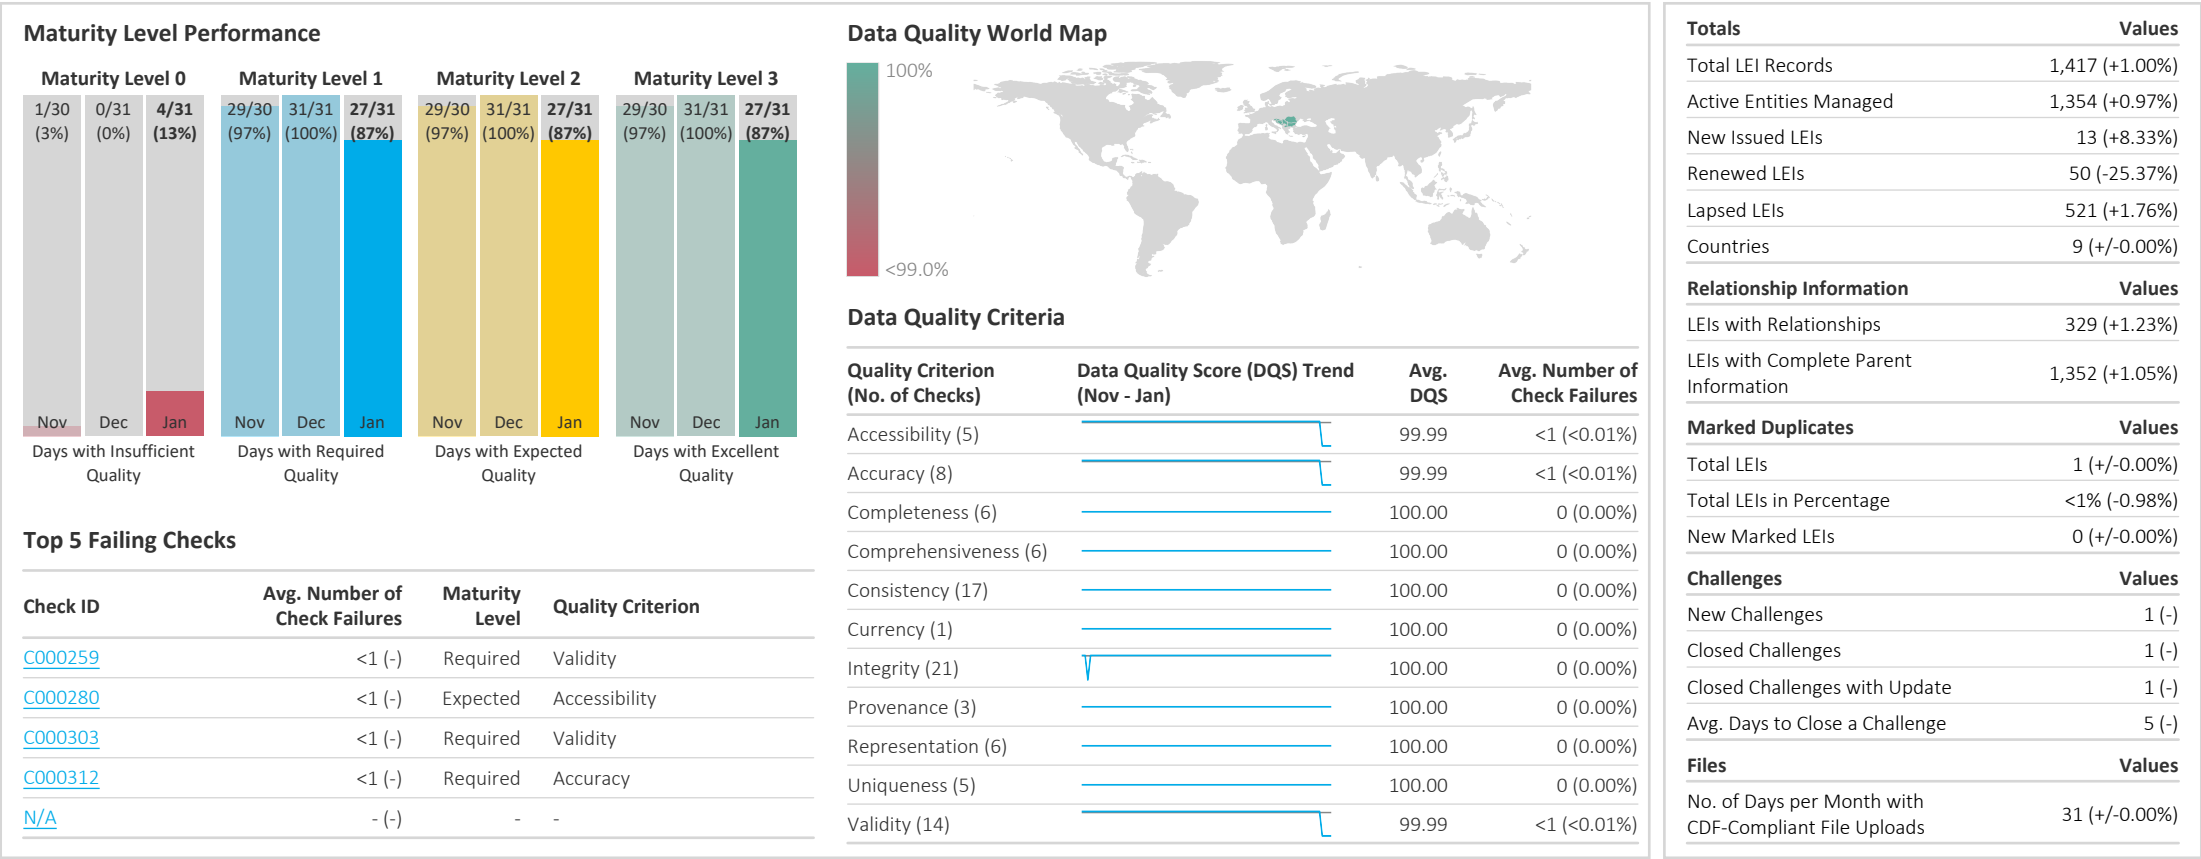 Maturity Level Performance
Maturity Level 0
Maturity Level 1
Maturity Level 2
Maturity Level 3
1/30 0/31 4/31
(3%) (0%) (13%)
29/30 31/31 27/31
(97%) (100%) (87%)
29/30 31/31 27/31
(97%) (100%) (87%)
29/30 31/31 27/31
(97%) (100%) (87%)
Nov Dec Jan
Nov Dec Jan
Nov Dec Jan
Nov Dec Jan
Days with Insufficient
Quality
Days with Required
Quality
Days with Expected
Quality
Days with Excellent
Quality
Top 5 Failing Checks
Check ID Avg. Number of Check Failures Maturity Level Quality Criterion
C000259 <1 (-) Required Validity
C000280 <1 (-) Expected Accessibility
C000303 <1 (-) Required Validity
C000312 <1 (-) Required Accuracy
N/A - (-) - -
Data Quality World Map
100%
<99.0%
Data Quality Criteria
Quality Criterion Data Quality Score (DQS) Trend Avg. Avg. Number of
(No. of Checks) (Nov - Jan) DQS Check Failures
Accessibility (5) 99.99 <1 (<0.01%)
Accuracy (8) 99.99 <1 (<0.01%)
Completeness (6) 100.00 0 (0.00%)
Comprehensiveness (6) 100.00 0 (0.00%)
Consistency (17) 100.00 0 (0.00%)
Currency (1) 100.00 0 (0.00%)
Integrity (21) 100.00 0 (0.00%)
Provenance (3) 100.00 0 (0.00%)
Representation (6) 100.00 0 (0.00%)
Uniqueness (5) 100.00 0 (0.00%)
Validity (14) 99.99 <1 (<0.01%)
Totals Values
Total LEI Records 1,417 (+1.00%)
Active Entities Managed 1,354 (+0.97%)
New Issued LEIs 13 (+8.33%)
Renewed LEIs 50 (-25.37%)
Lapsed LEIs 521 (+1.76%)
Countries 9 (+/-0.00%)
Relationship Information Values
LEIs with Relationships 329 (+1.23%)
LEIs with Complete Parent
Information 1,352 (+1.05%)
Marked Duplicates Values
Total LEIs 1 (+/-0.00%)
Total LEIs in Percentage <1% (-0.98%)
New Marked LEIs 0 (+/-0.00%)
Challenges Values
New Challenges 1 (-)
Closed Challenges 1 (-)
Closed Challenges with Update 1 (-)
Avg. Days to Close a Challenge 5 (-)
Files Values
No. of Days per Month with
CDF-Compliant File Uploads 31 (+/-0.00%)